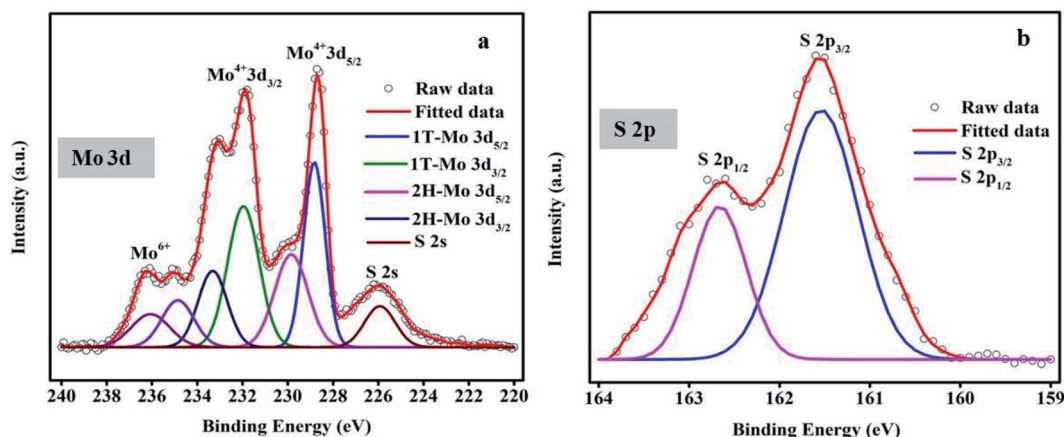 a
Mo⁴⁺3d₅/₂
Mo⁴⁺3d₃/₂
Mo 3d
Mo⁶⁺
S 2s
Raw data
Fitted data
1T-Mo 3d₅/₂
1T-Mo 3d₃/₂
2H-Mo 3d₅/₂
2H-Mo 3d₃/₂
S 2s
Intensity (a.u.)
240 238 236 234 232 230 228 226 224 222 220
Binding Energy (eV)
b
S 2p₃/₂
S 2p
S 2p₁/₂
Raw data
Fitted data
S 2p₃/₂
S 2p₁/₂
Intensity (a.u.)
164 163 162 161 160 159
Binding Energy (eV)